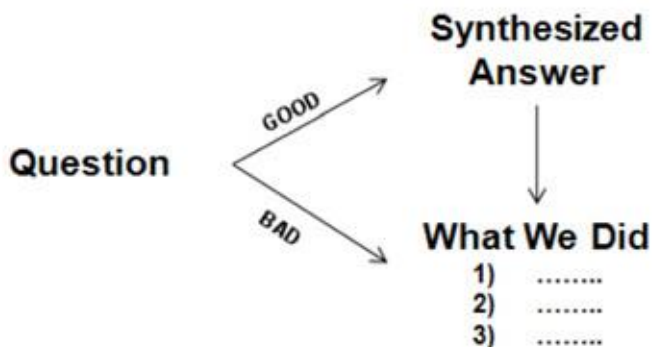 Synthesized
Answer
GOOD
Question
BAD
What We Did
1) ........
2) ........
3) ........